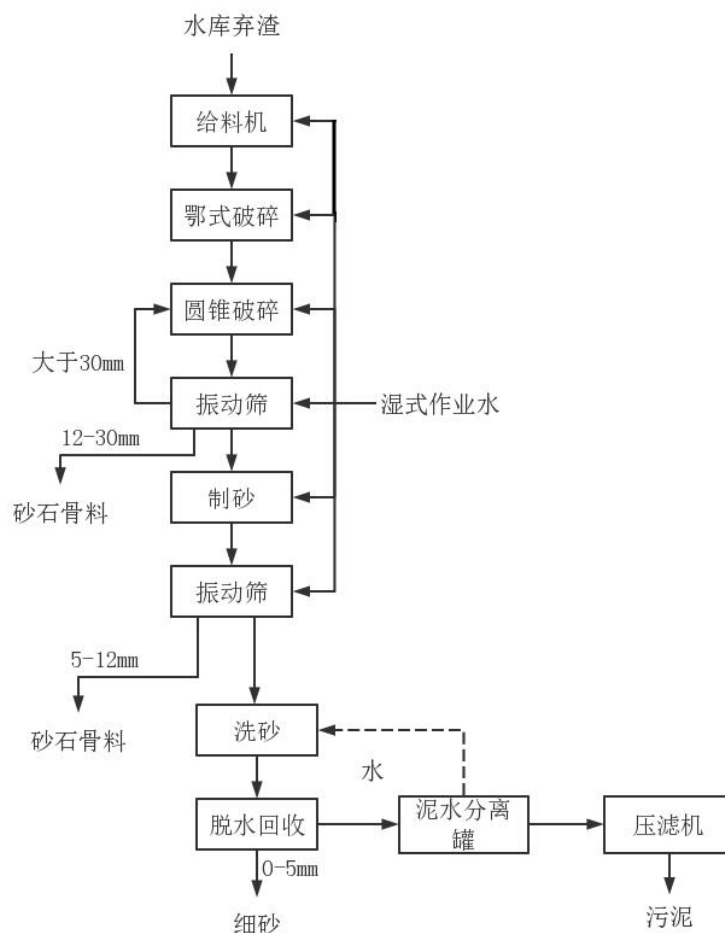 水库弃渣
给料机
鄂式破碎
圆锥破碎
大于30mm
振动筛
湿式作业水
12-30mm
制砂
砂石骨料
振动筛
5-12mm
洗砂
砂石骨料
水
脱水回收
泥水分离
罐
压滤机
0-5mm
细砂
污泥